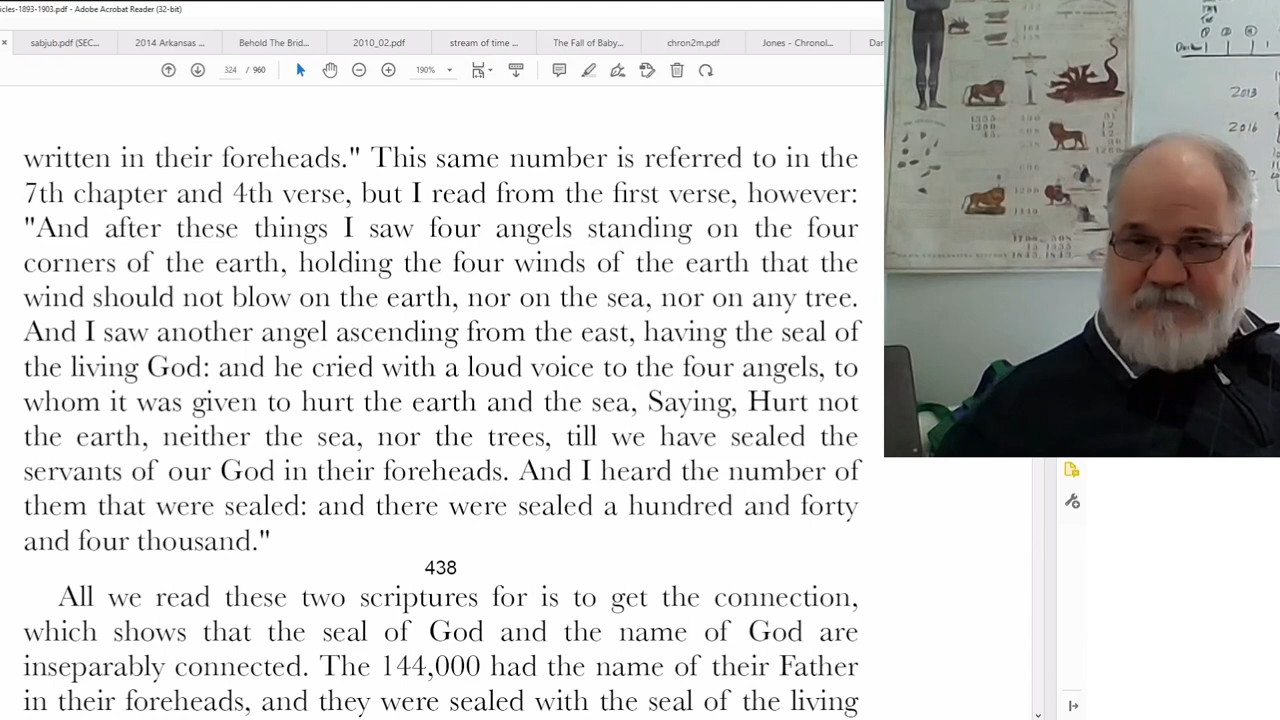 icles-1893-1903.pdf - Adobe Acrobat Reader (32-bit)
sabjub.pdf (SEC... 2014 Arkansas ... Behold The Brid... 2010_02.pdf stream of time ... The Fall of Baby... chron2m.pdf Jones - Chronol... Dar
324 / 960 190%
written in their foreheads." This same number is referred to in the
7th chapter and 4th verse, but I read from the first verse, however:
"And after these things I saw four angels standing on the four
corners of the earth, holding the four winds of the earth that the
wind should not blow on the earth, nor on the sea, nor on any tree.
And I saw another angel ascending from the east, having the seal of
the living God: and he cried with a loud voice to the four angels, to
whom it was given to hurt the earth and the sea, Saying, Hurt not
the earth, neither the sea, nor the trees, till we have sealed the
servants of our God in their foreheads. And I heard the number of
them that were sealed: and there were sealed a hundred and forty
and four thousand."
438
All we read these two scriptures for is to get the connection,
which shows that the seal of God and the name of God are
inseparably connected. The 144,000 had the name of their Father
in their foreheads, and they were sealed with the seal of the living
2013
2016